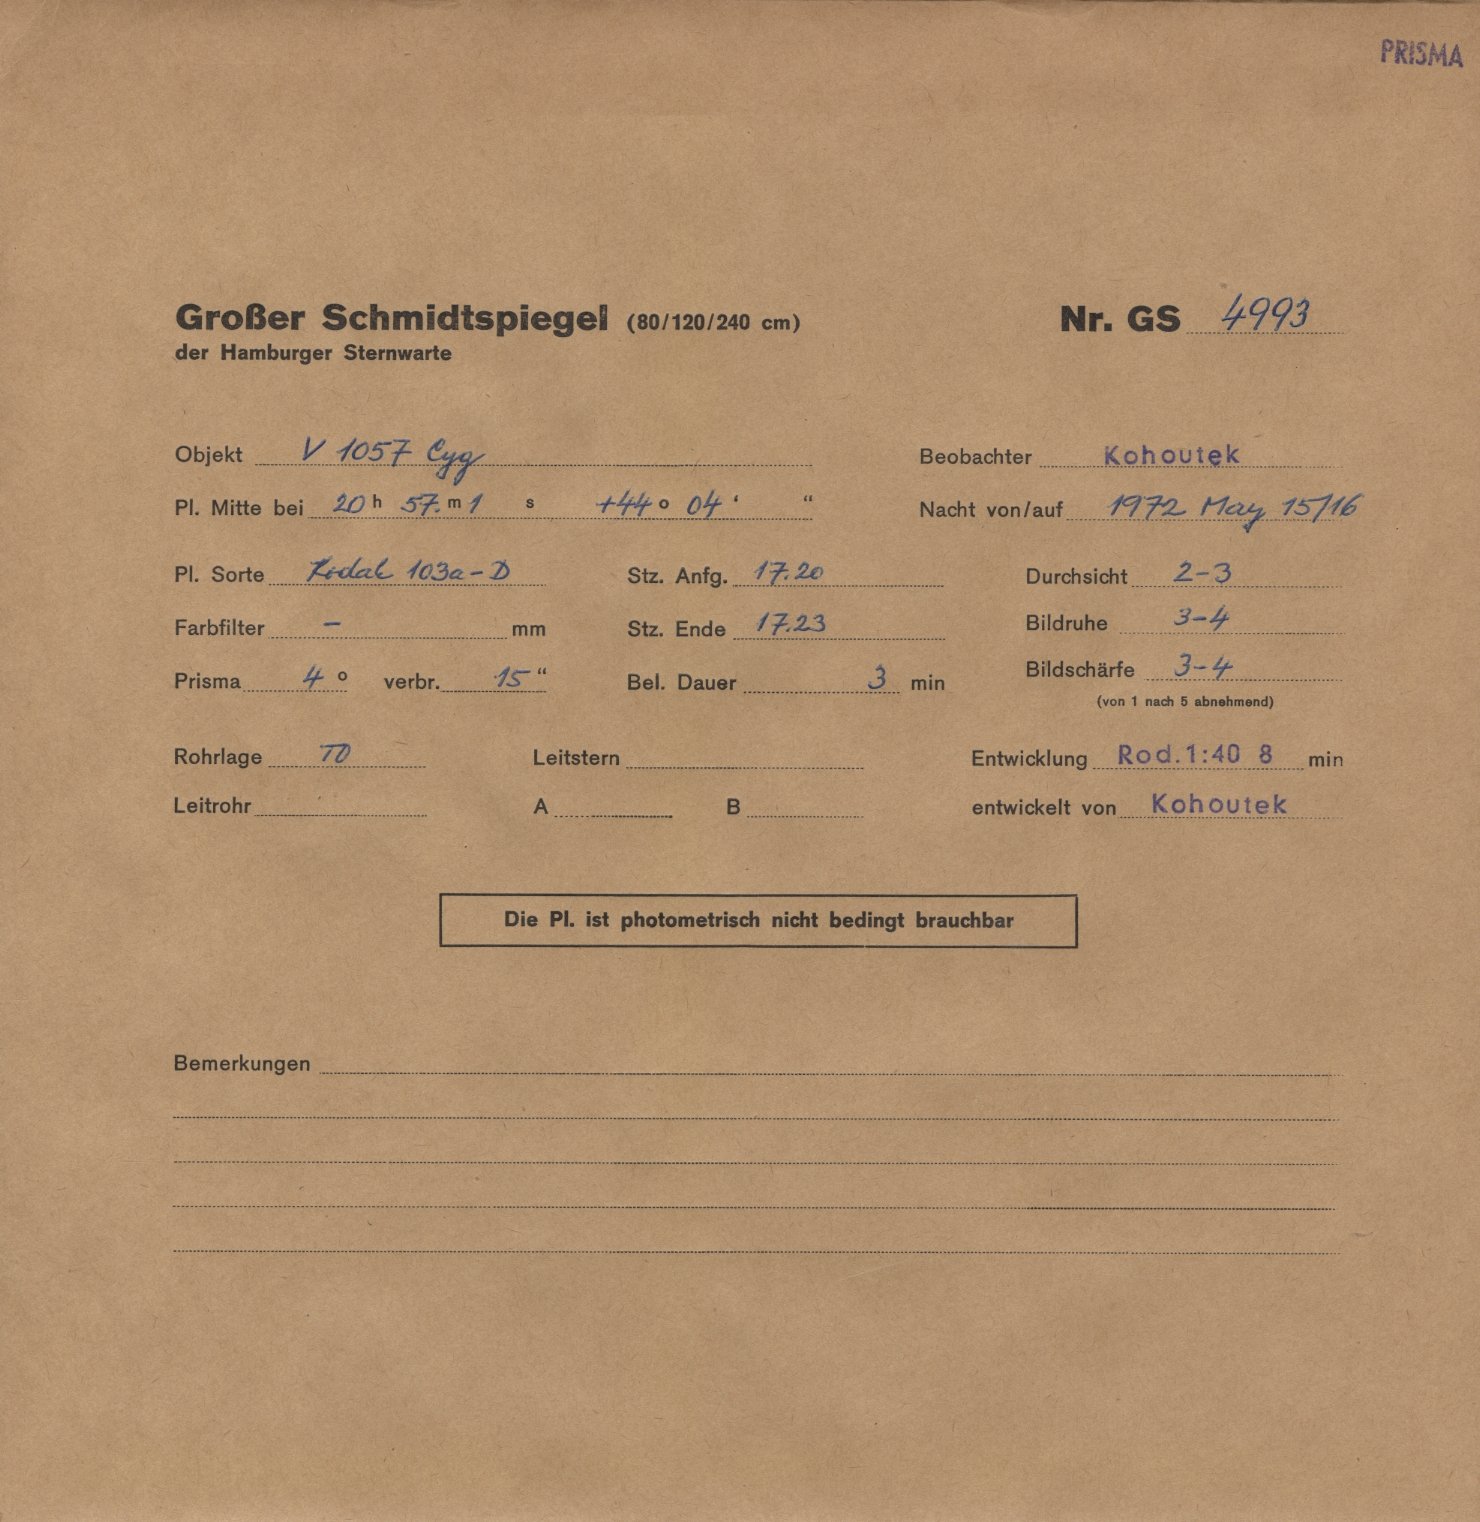 PRISMA
Großer Schmidtspiegel (80/120/240 cm) Nr. GS 4993
der Hamburger Sternwarte
Objekt V 1057 Cyg Beobachter Kohoutek
Pl. Mitte bei 20 h 57. m 1 s +44 o 04 ‘ “ Nacht von/auf 1972 May 15/16
Pl. Sorte Kodak 103a-D Stz. Anfg. 17.20 Durchsicht 2-3
Farbfilter – mm Stz. Ende 17.23 Bildruhe 3-4
Prisma 4 o verbr. 15 “ Bel. Dauer 3 min Bildschärfe 3-4
(von 1 nach 5 abnehmend)
Rohrlage TO Leitstern Entwicklung Rod.1:40 8 min
Leitrohr A B entwickelt von Kohoutek
Die Pl. ist photometrisch nicht bedingt brauchbar
Bemerkungen